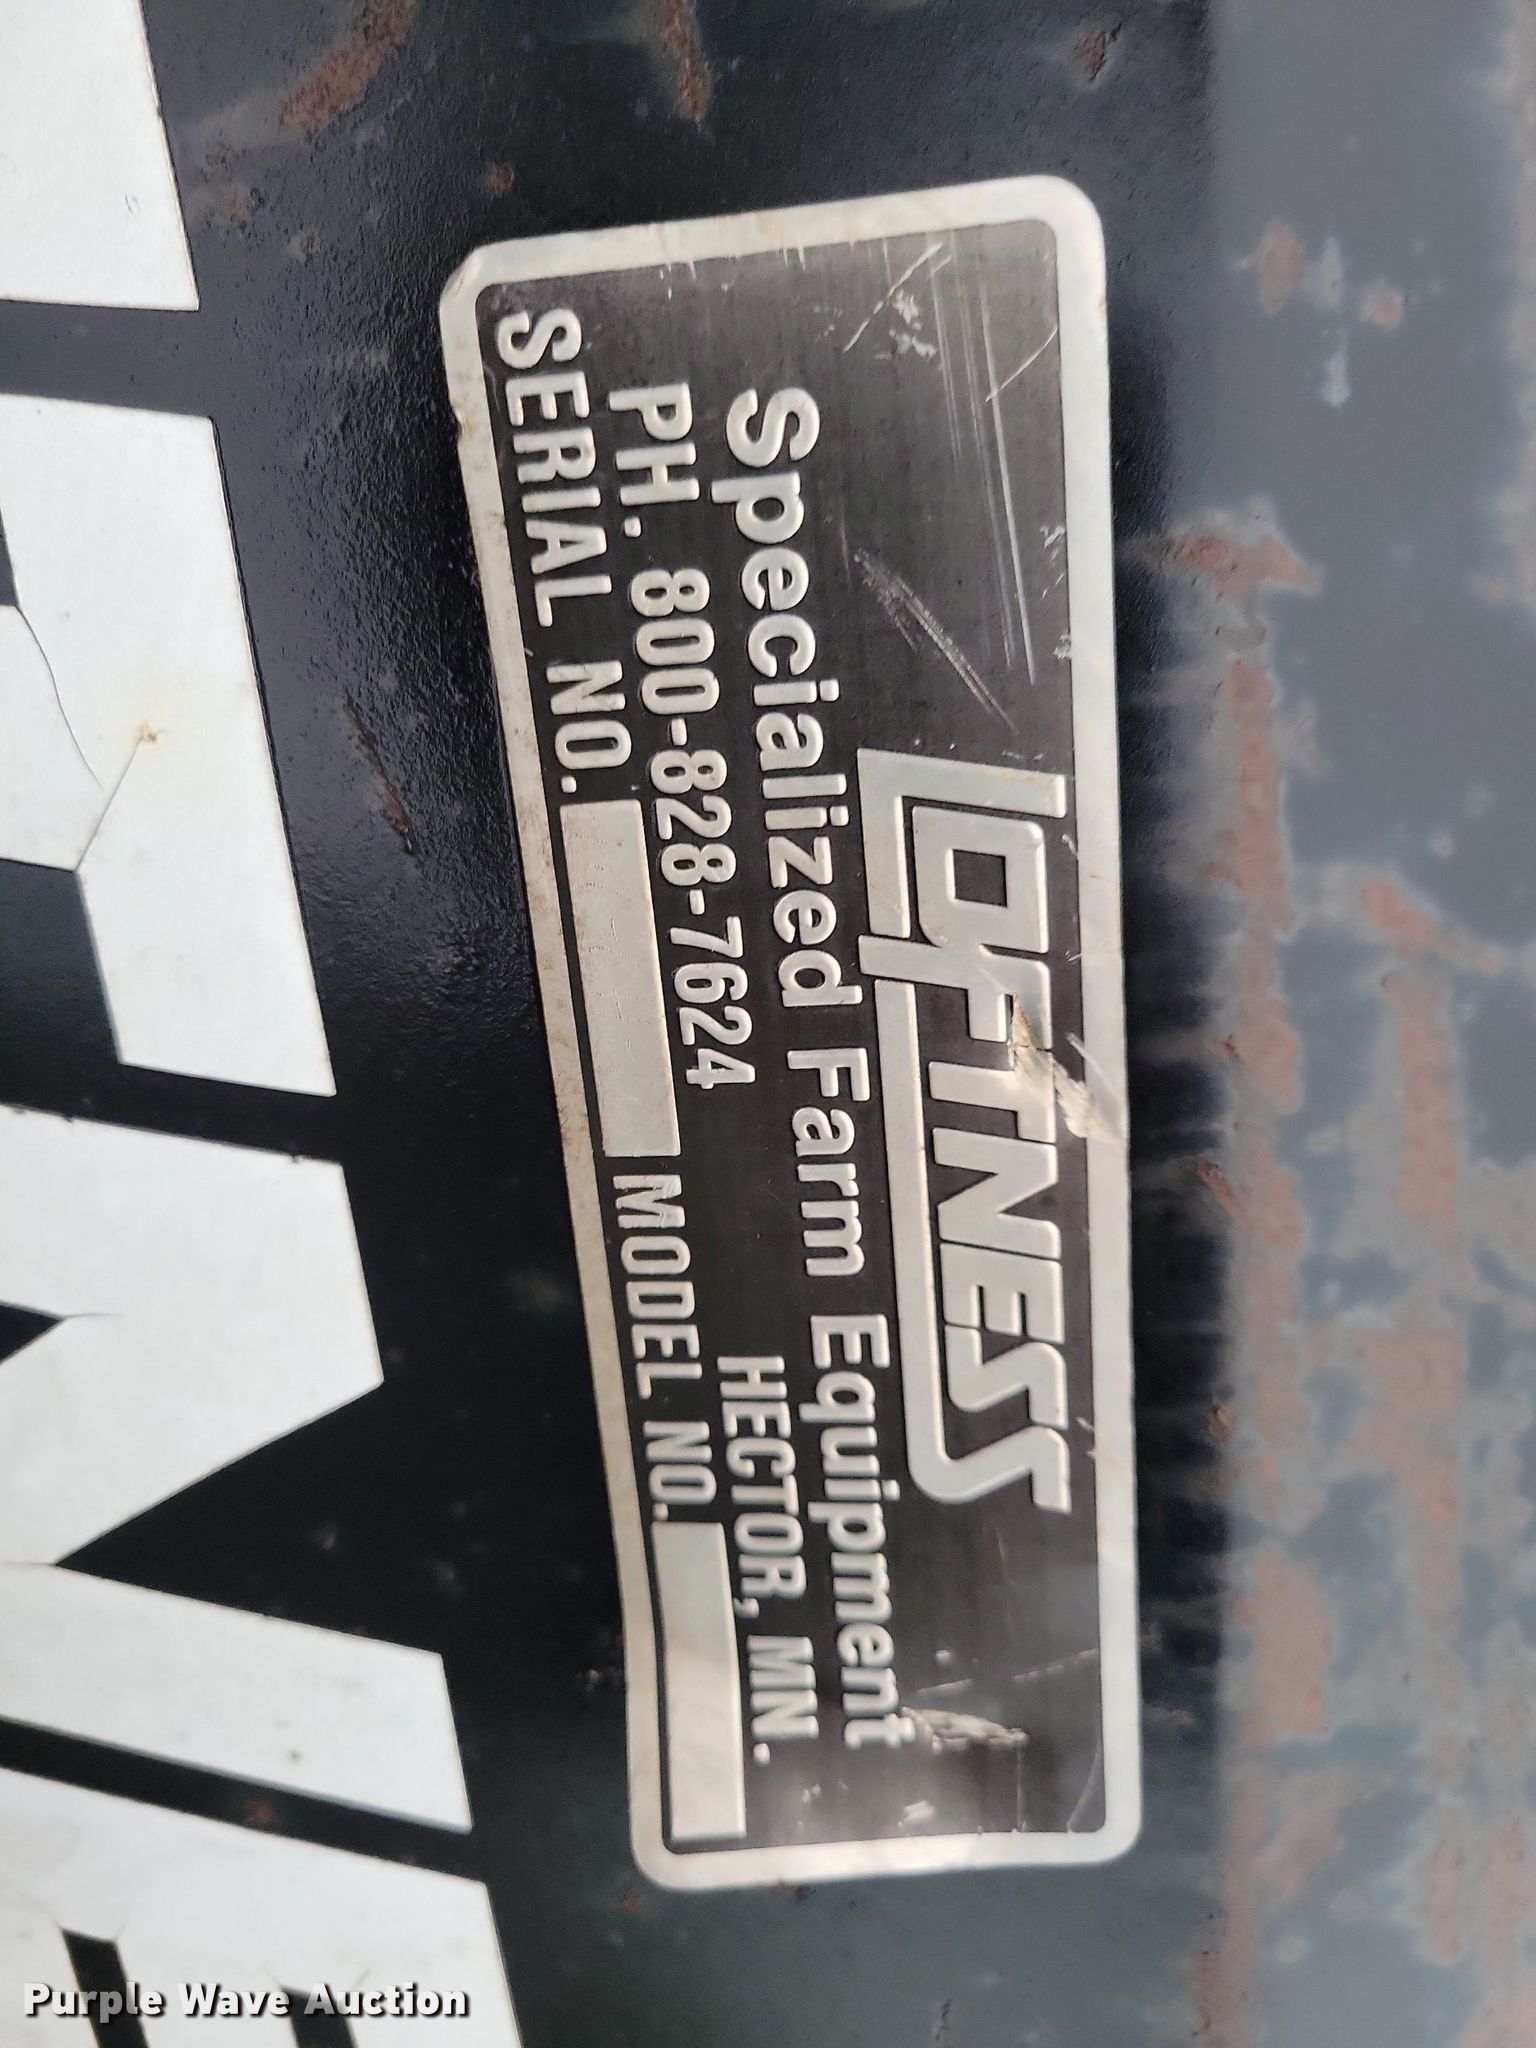 LOFTNESS
Specialized Farm Equipment
PH. 800-828-7624 HECTOR, MN.
SERIAL NO. MODEL NO.
Purple Wave Auction